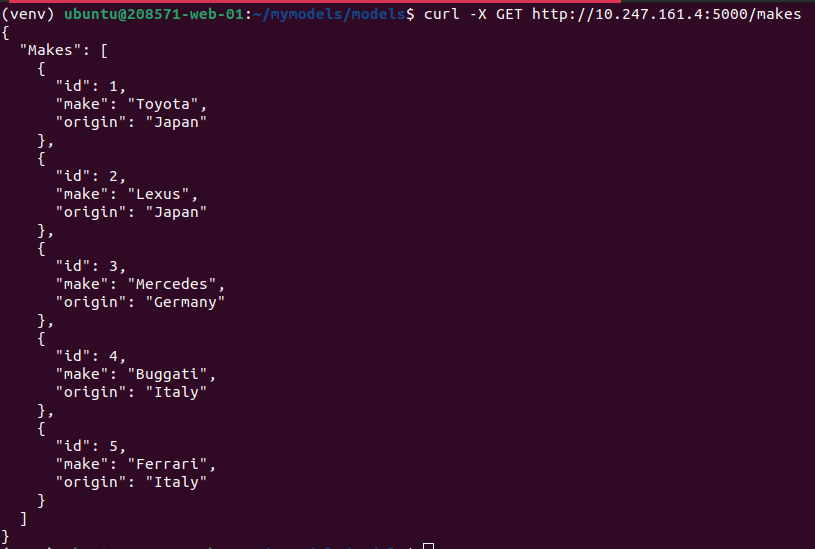 (venv) ubuntu@208571-web-01:~/mymodels/models$ curl -X GET http://10.247.161.4:5000/makes
{
  "Makes": [
    {
      "id": 1,
      "make": "Toyota",
      "origin": "Japan"
    },
    {
      "id": 2,
      "make": "Lexus",
      "origin": "Japan"
    },
    {
      "id": 3,
      "make": "Mercedes",
      "origin": "Germany"
    },
    {
      "id": 4,
      "make": "Buggati",
      "origin": "Italy"
    },
    {
      "id": 5,
      "make": "Ferrari",
      "origin": "Italy"
    }
  ]
}